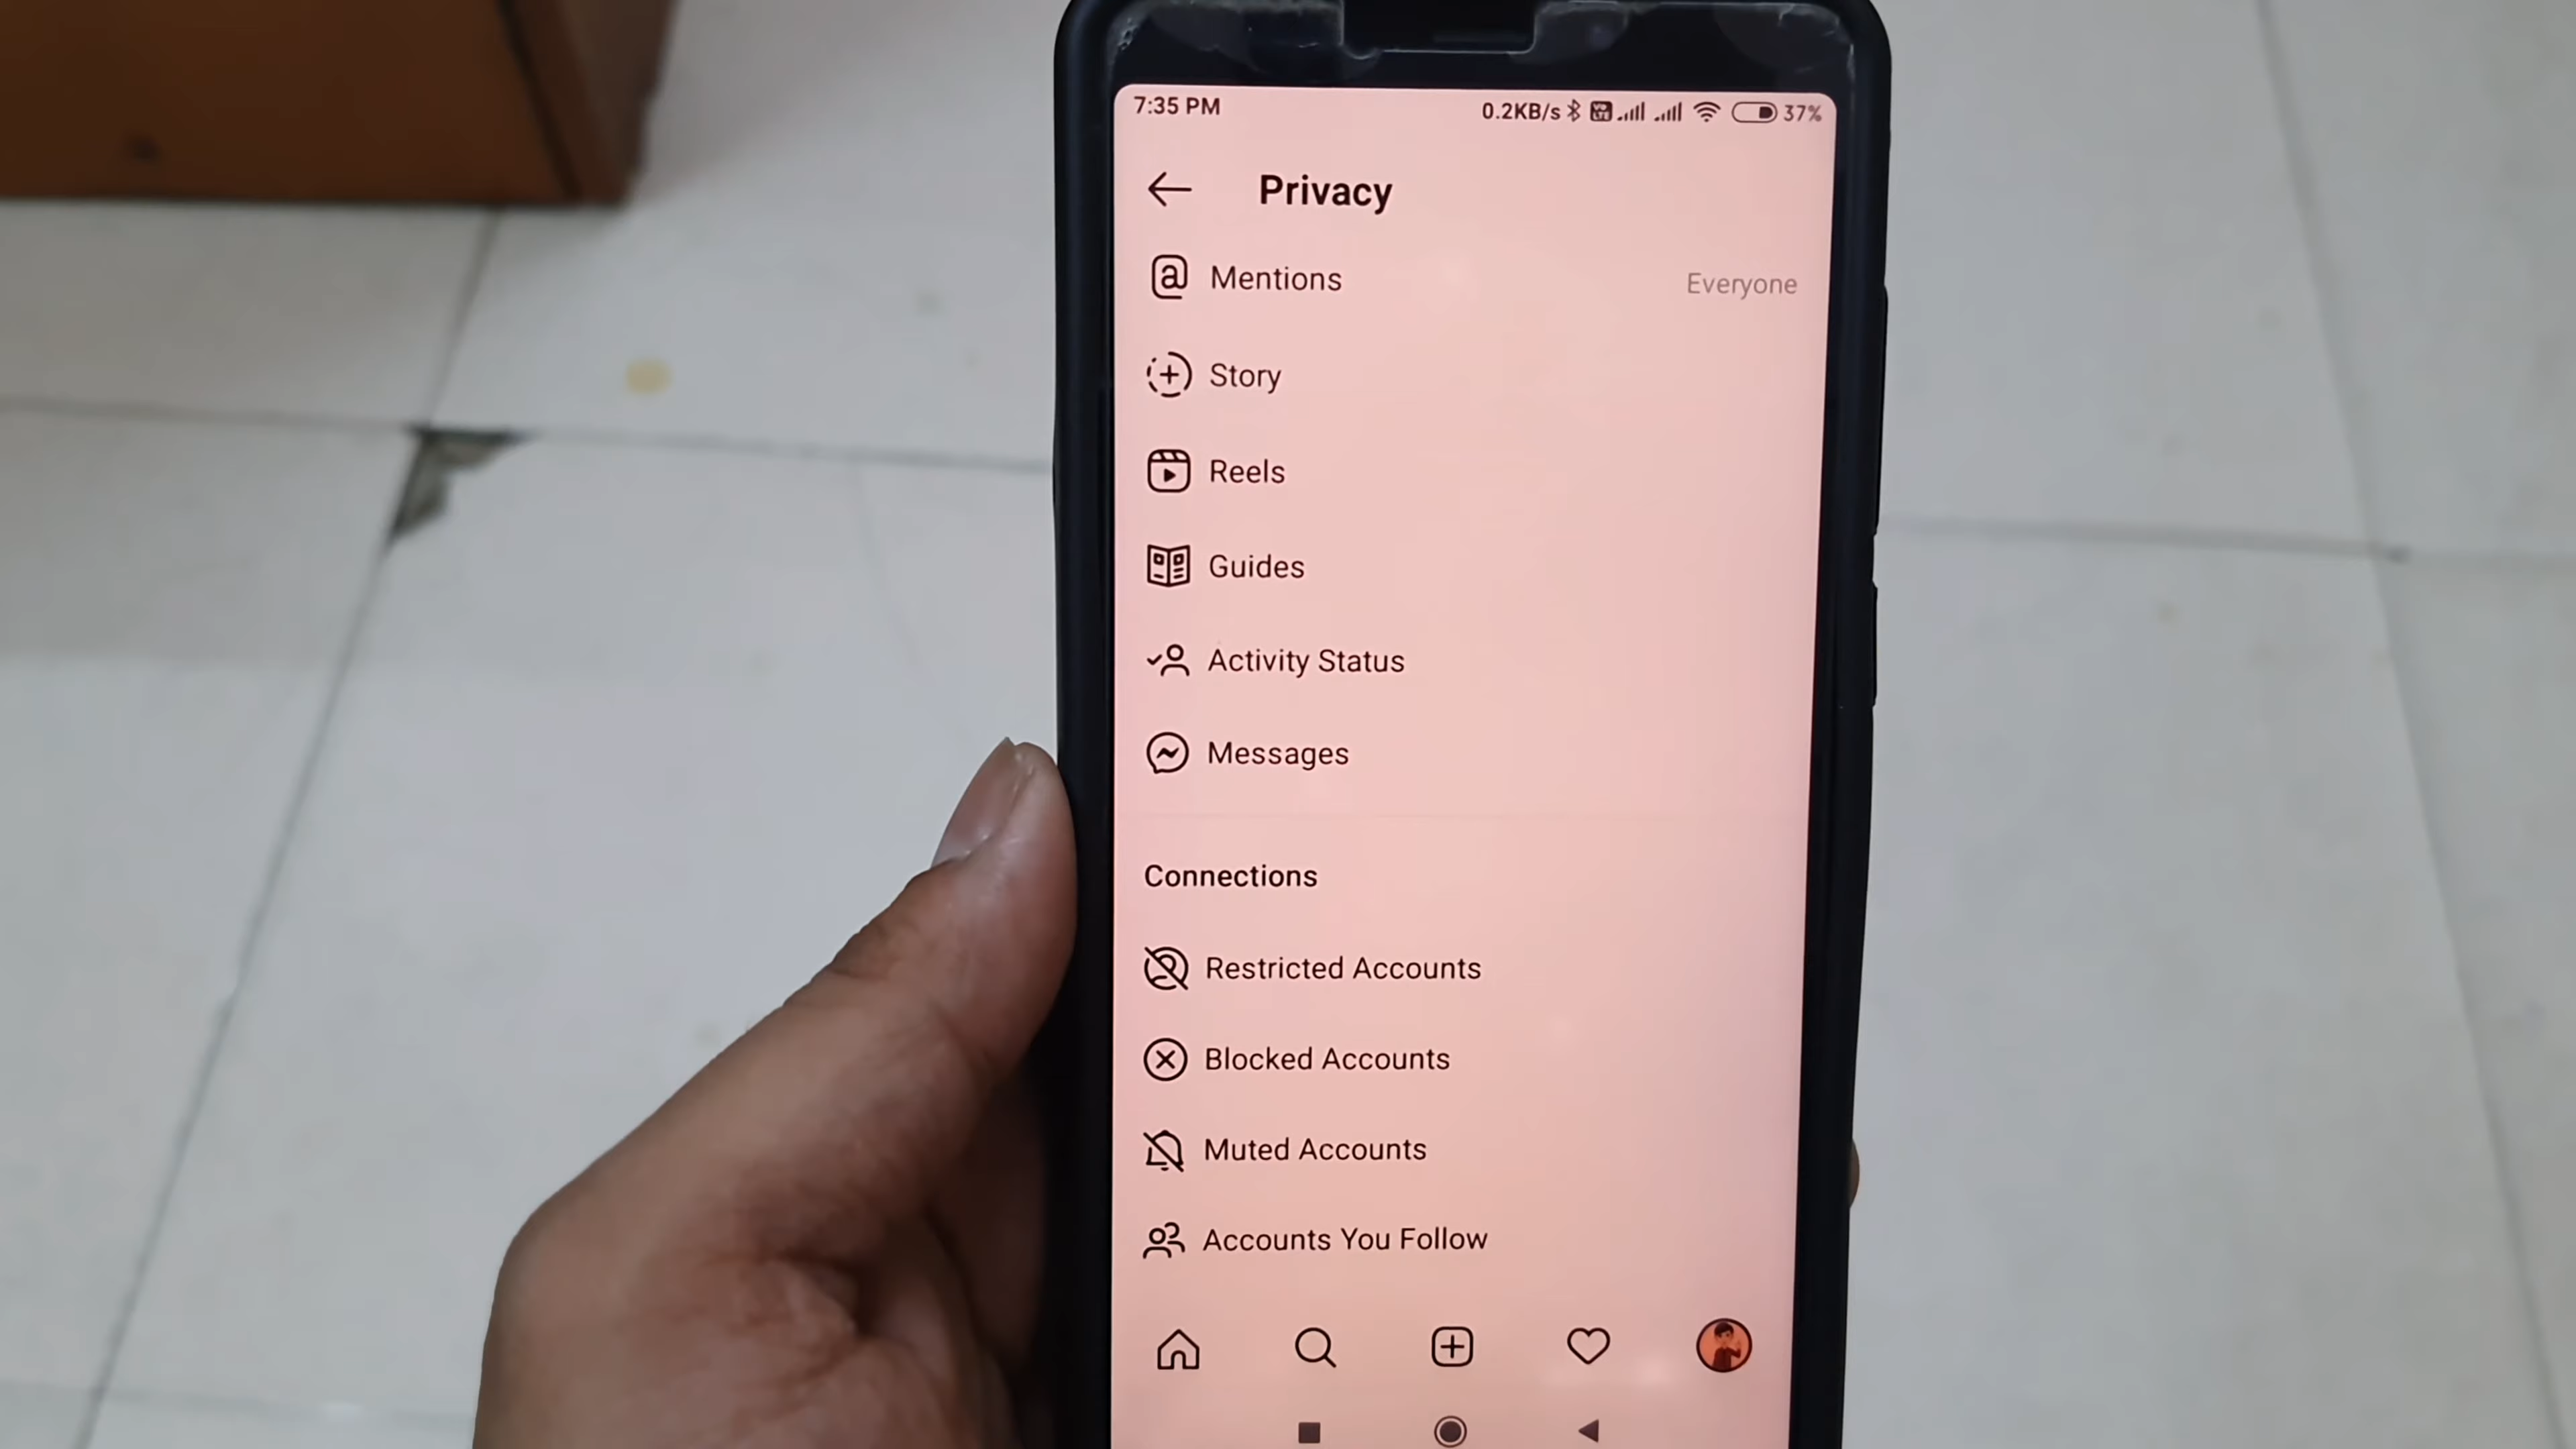 7:35 PM 0.2KB/s 37%
Privacy
Mentions Everyone
Story
Reels
Guides
Activity Status
Messages
Connections
Restricted Accounts
Blocked Accounts
Muted Accounts
Accounts You Follow